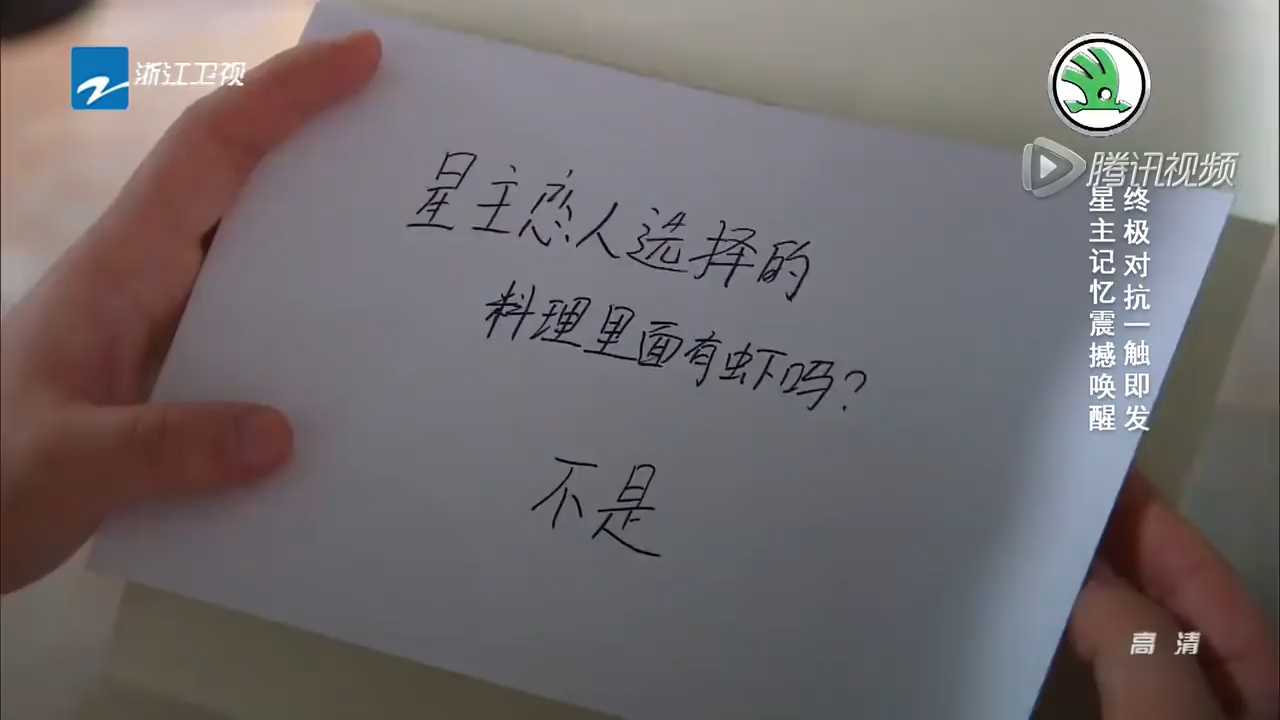 浙江卫视
腾讯视频
终极对抗一触即发
星主记忆震撼唤醒
星主恋人选择的
料理里面有虾吗?
不是
高清